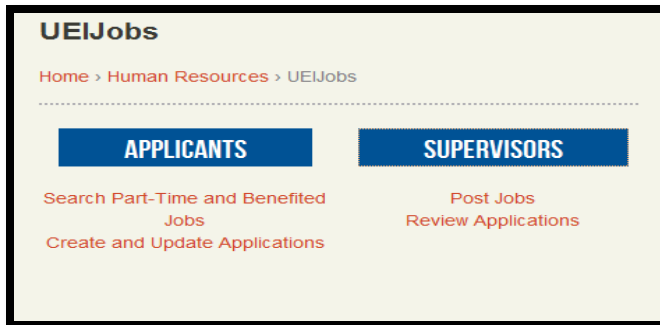 UEIJobs
Home › Human Resources › UEIJobs
APPLICANTS
SUPERVISORS
Search Part-Time and Benefited
Jobs
Create and Update Applications
Post Jobs
Review Applications